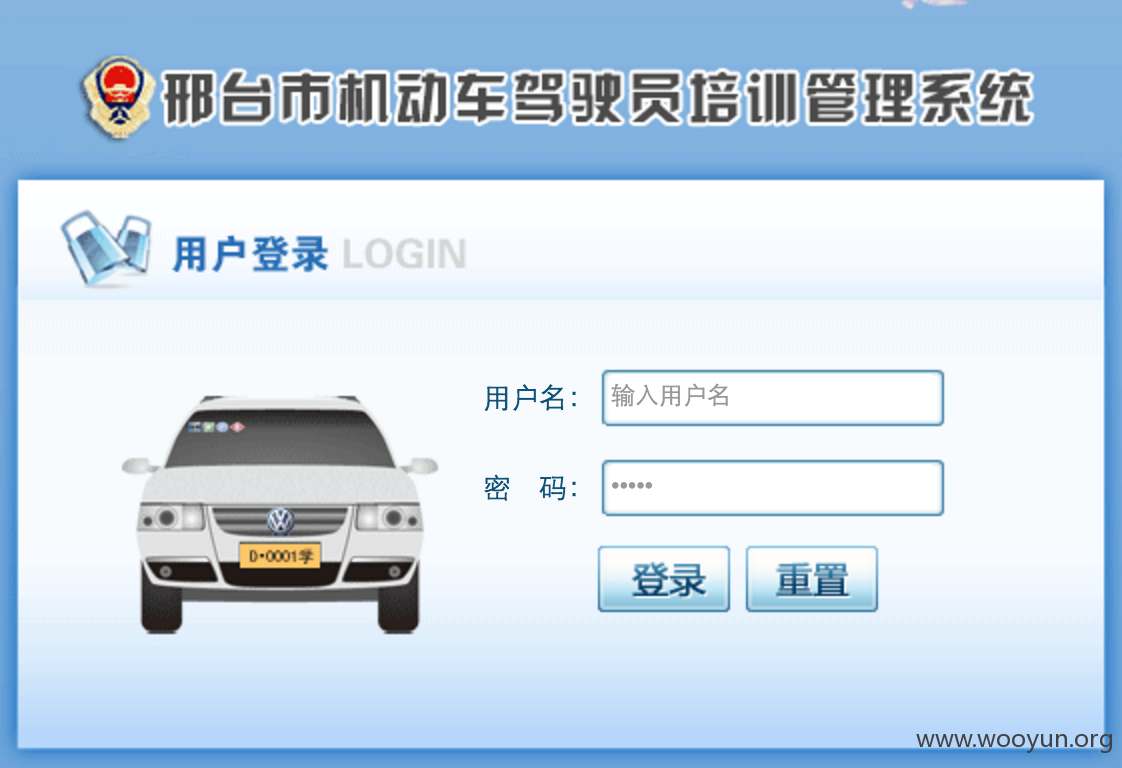 邢台市机动车驾驶员培训管理系统
用户登录 LOGIN
用户名： 输入用户名
密 码： •••••
D•0001学
登录 重置
www.wooyun.org